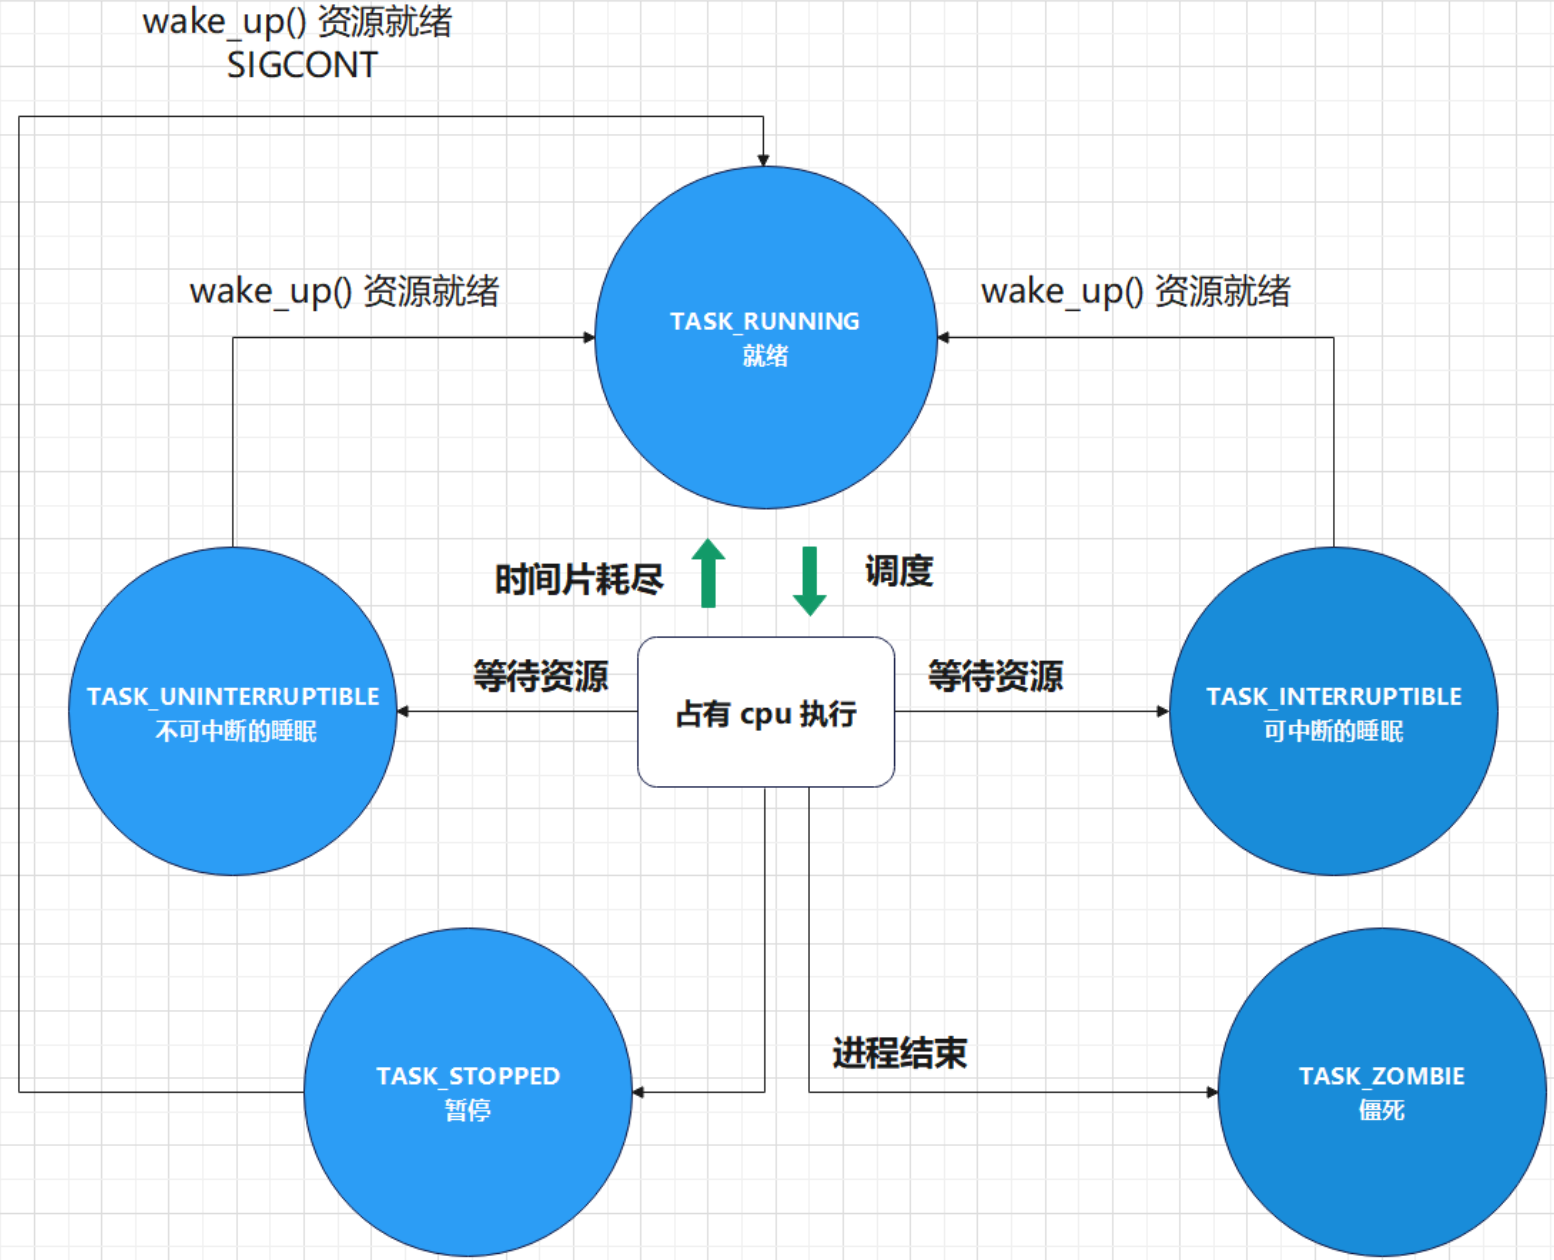 wake_up() 资源就绪
SIGCONT
wake_up() 资源就绪
wake_up() 资源就绪
TASK_RUNNING
就绪
时间片耗尽
调度
等待资源
等待资源
TASK_UNINTERRUPTIBLE
不可中断的睡眠
占有 cpu 执行
TASK_INTERRUPTIBLE
可中断的睡眠
进程结束
TASK_STOPPED
暂停
TASK_ZOMBIE
僵死